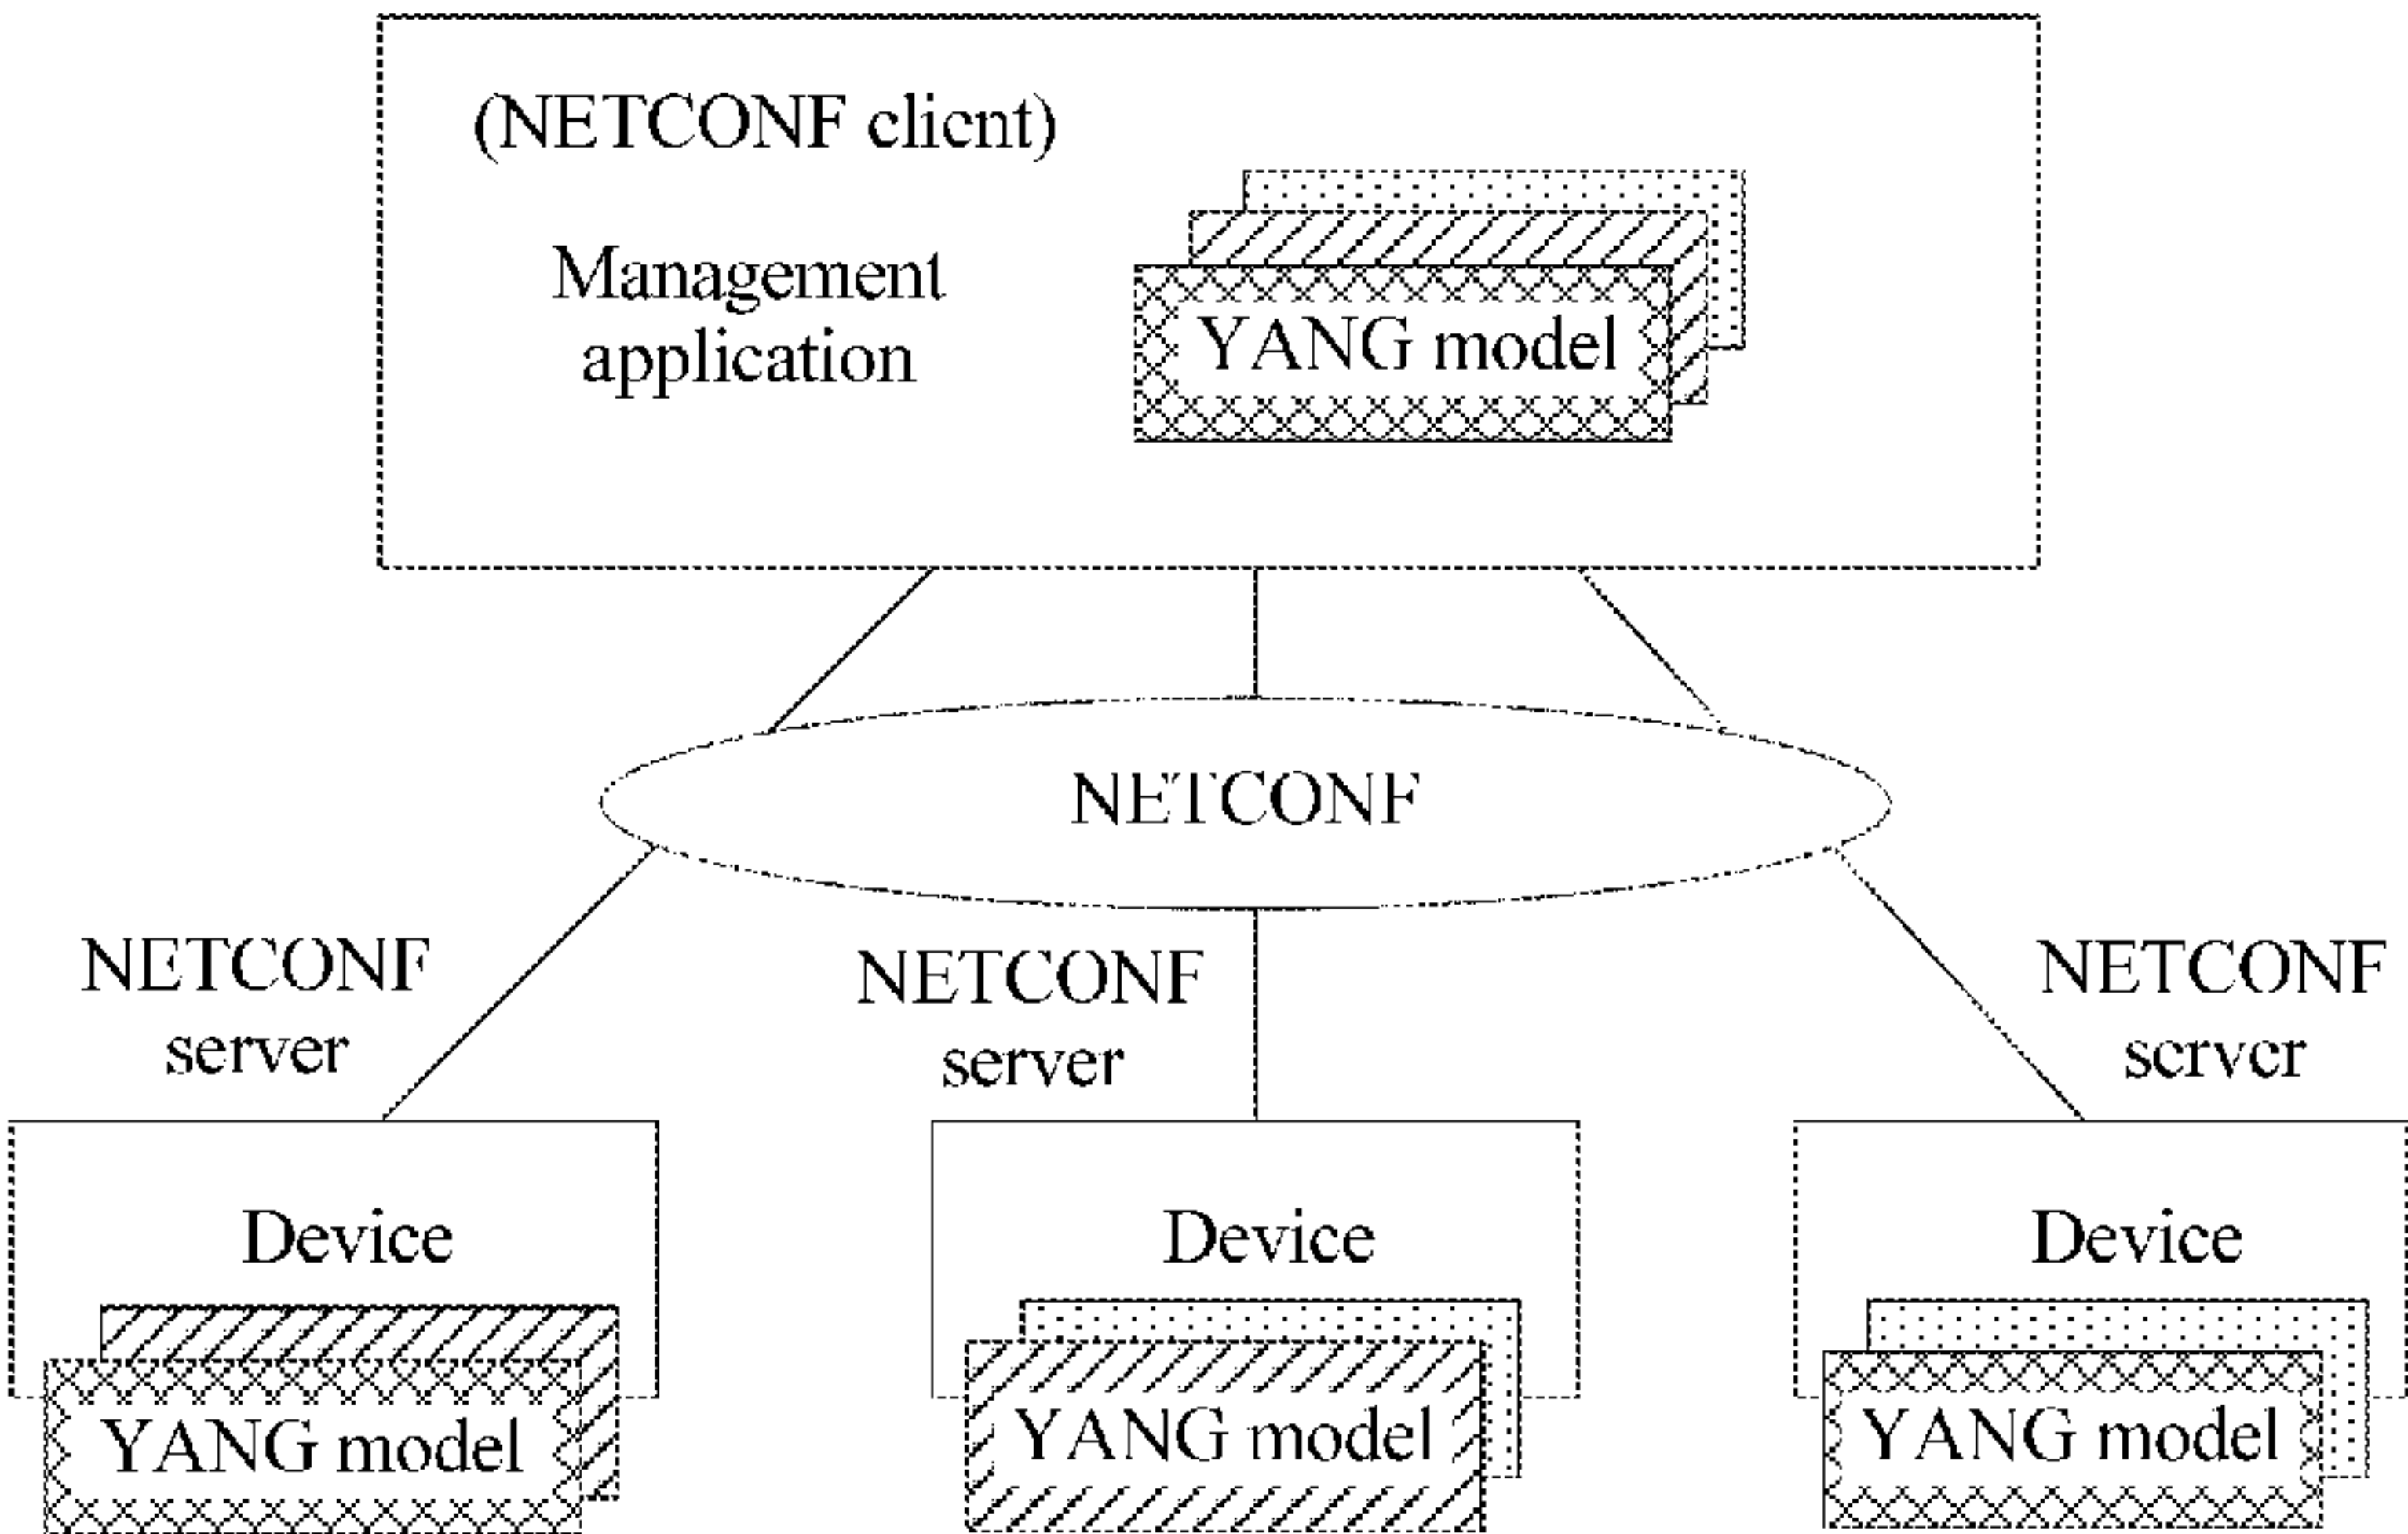 (NETCONF client)
Management
application
YANG model
NETCONF
NETCONF
server
NETCONF
server
NETCONF
server
Device
Device
Device
YANG model
YANG model
YANG model